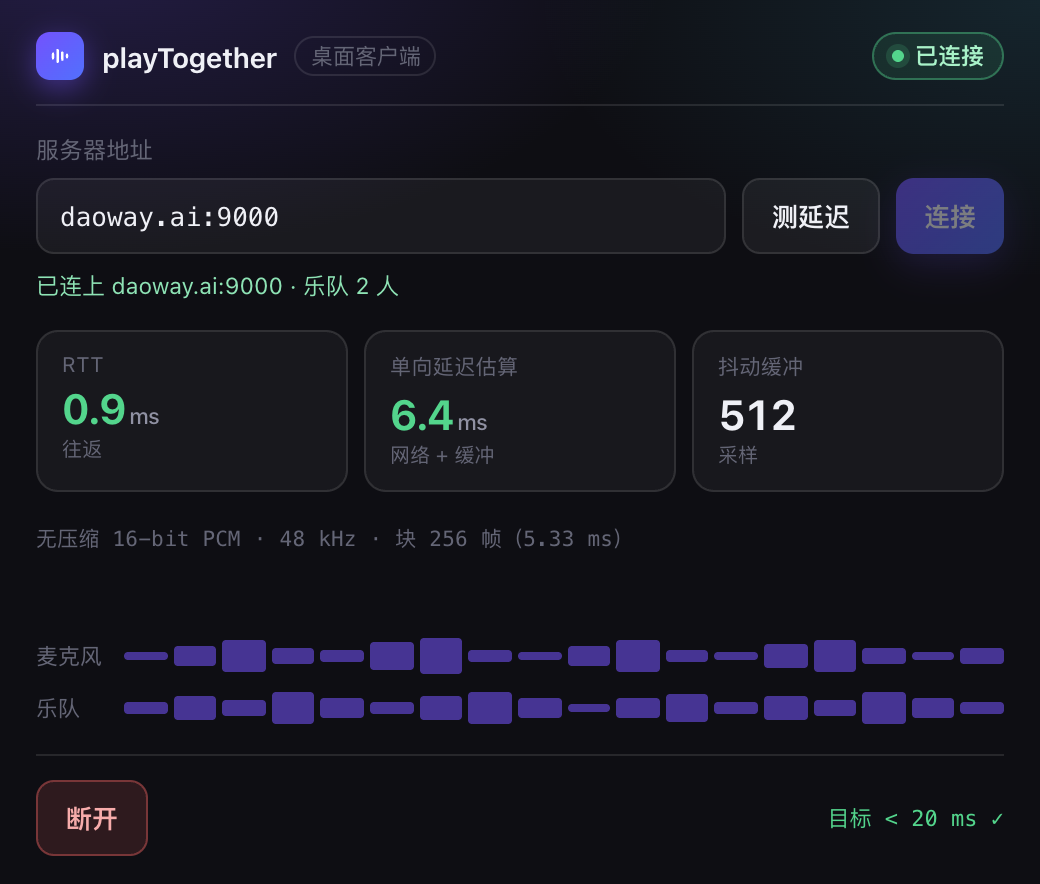 playTogether 桌面客户端 已连接
服务器地址
daoway.ai:9000 测延迟 连接
已连上 daoway.ai:9000 · 乐队 2 人
RTT 单向延迟估算 抖动缓冲
0.9 ms 6.4 ms 512
往返 网络 + 缓冲 采样
无压缩 16-bit PCM · 48 kHz · 块 256 帧 (5.33 ms)
麦克风
乐队
断开 目标 < 20 ms ✓